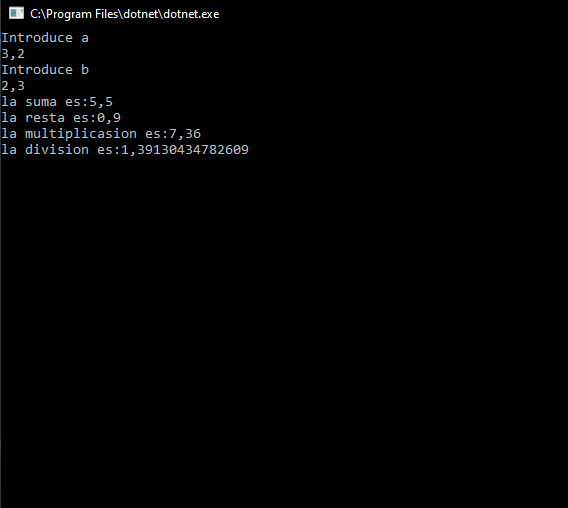 C:\Program Files\dotnet\dotnet.exe
Introduce a
3,2
Introduce b
2,3
la suma es:5,5
la resta es:0,9
la multiplicasion es:7,36
la division es:1,39130434782609